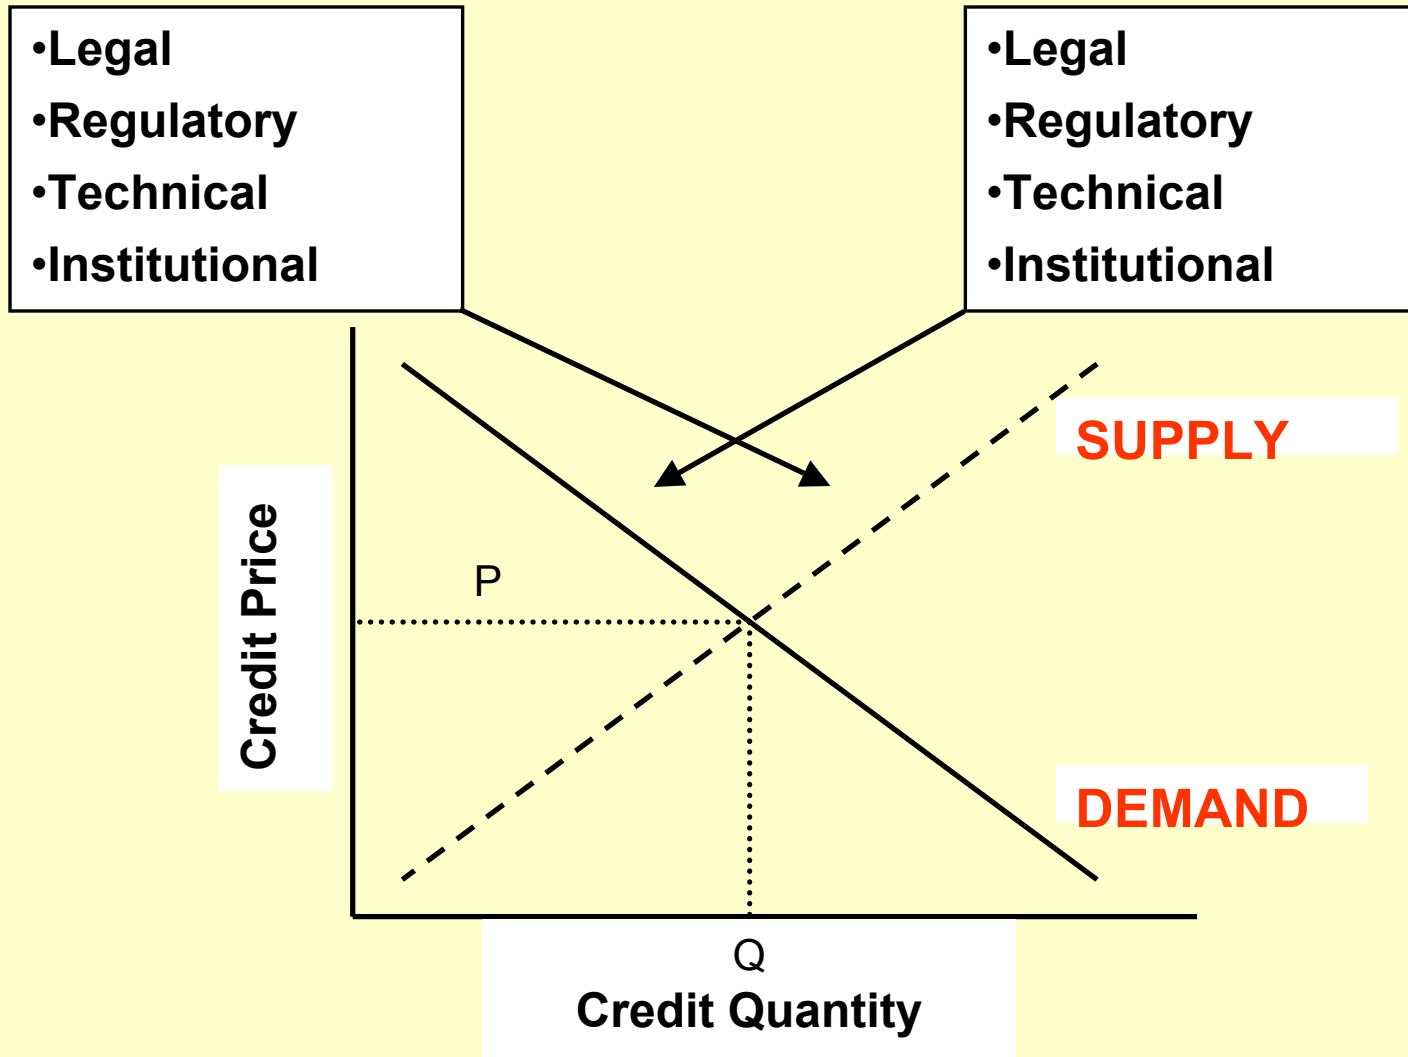 •Legal
•Regulatory
•Technical
•Institutional
•Legal
•Regulatory
•Technical
•Institutional
SUPPLY
Credit Price
P
DEMAND
Q
Credit Quantity